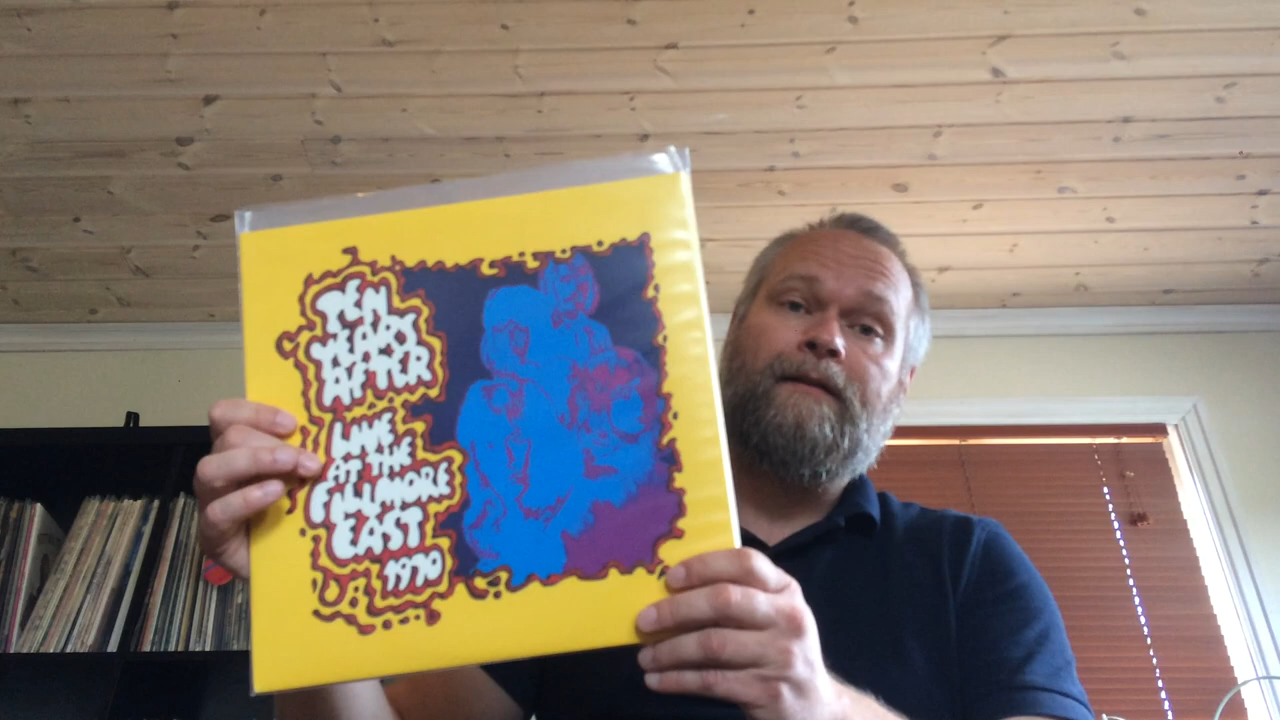 TEN
YEARS
AFTER
LIVE
AT THE
FILLMORE
EAST
1970